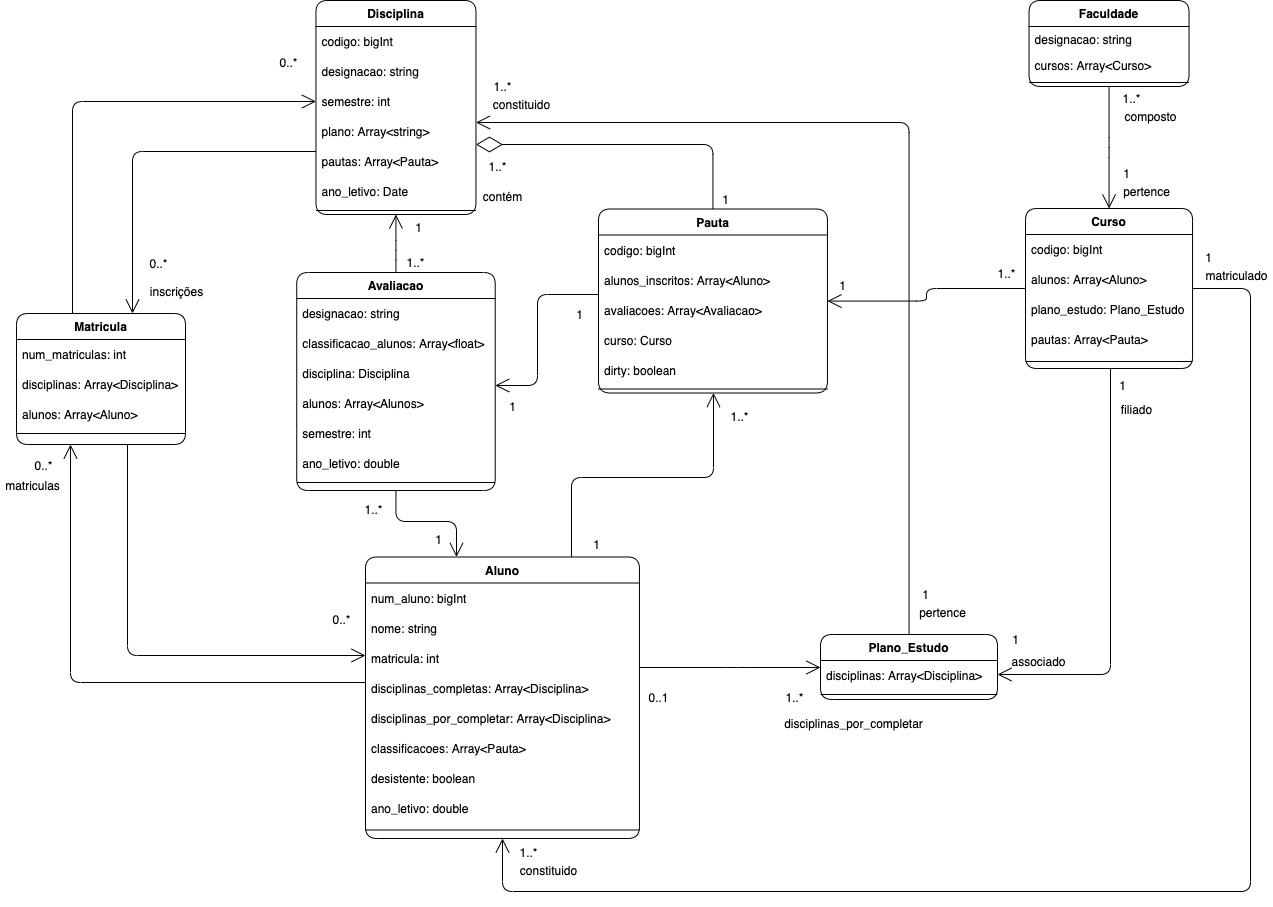 Disciplina
codigo: bigInt
designacao: string
semestre: int
plano: Array<string>
pautas: Array<Pauta>
ano_letivo: Date
Faculdade
designacao: string
cursos: Array<Curso>
0..*
1..*
constituido
1..*
contém
1..*
composto
1
pertence
1
1..*
1
Pauta
codigo: bigInt
alunos_inscritos: Array<Aluno>
avaliacoes: Array<Avaliacao>
curso: Curso
dirty: boolean
Curso
codigo: bigInt
alunos: Array<Aluno>
plano_estudo: Plano_Estudo
pautas: Array<Pauta>
1
matriculado
1..*
1
0..*
inscrições
Avaliacao
designacao: string
classificacao_alunos: Array<float>
disciplina: Disciplina
alunos: Array<Alunos>
semestre: int
ano_letivo: double
1
1
Matricula
num_matriculas: int
disciplinas: Array<Disciplina>
alunos: Array<Aluno>
1
filiado
1..*
0..*
matriculas
1..*
1
1
Aluno
num_aluno: bigInt
nome: string
matricula: int
disciplinas_completas: Array<Disciplina>
disciplinas_por_completar: Array<Disciplina>
classificacoes: Array<Pauta>
desistente: boolean
ano_letivo: double
0..*
1
pertence
Plano_Estudo
disciplinas: Array<Disciplina>
1
associado
0..1
1..*
disciplinas_por_completar
1..*
constituido